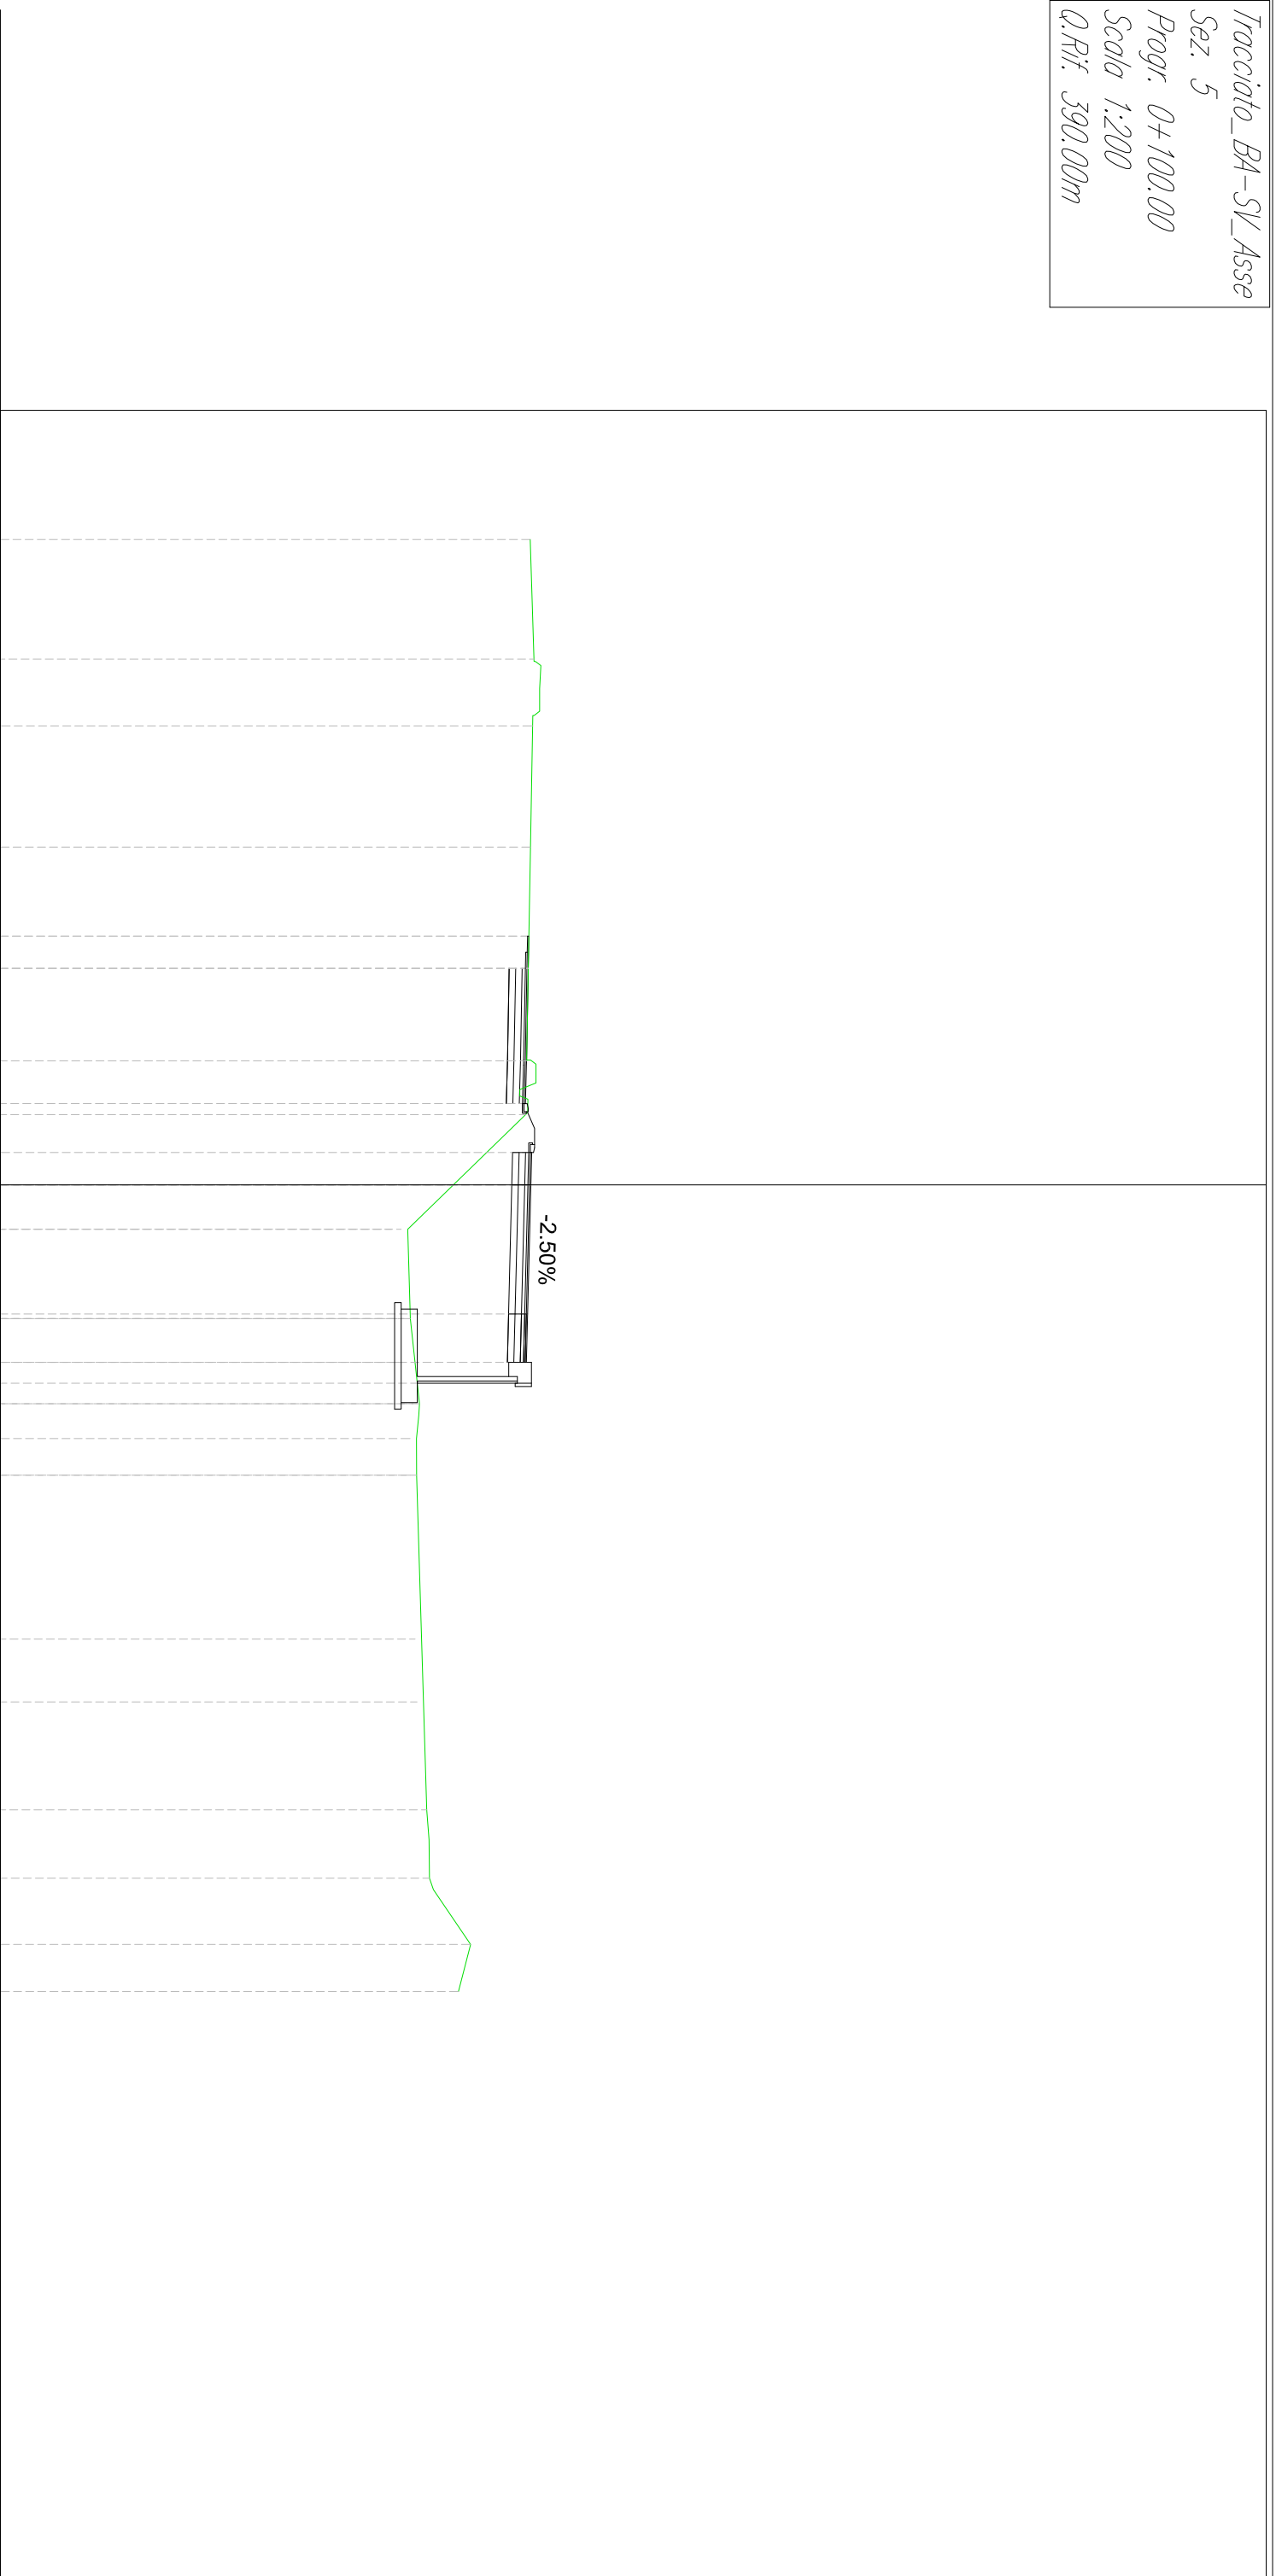 Tracciato_BA-SV_Asse
Sez. 5
Progr. 0+100.00
Scala 1:200
Q.Rif. 390.00m
-2.50%